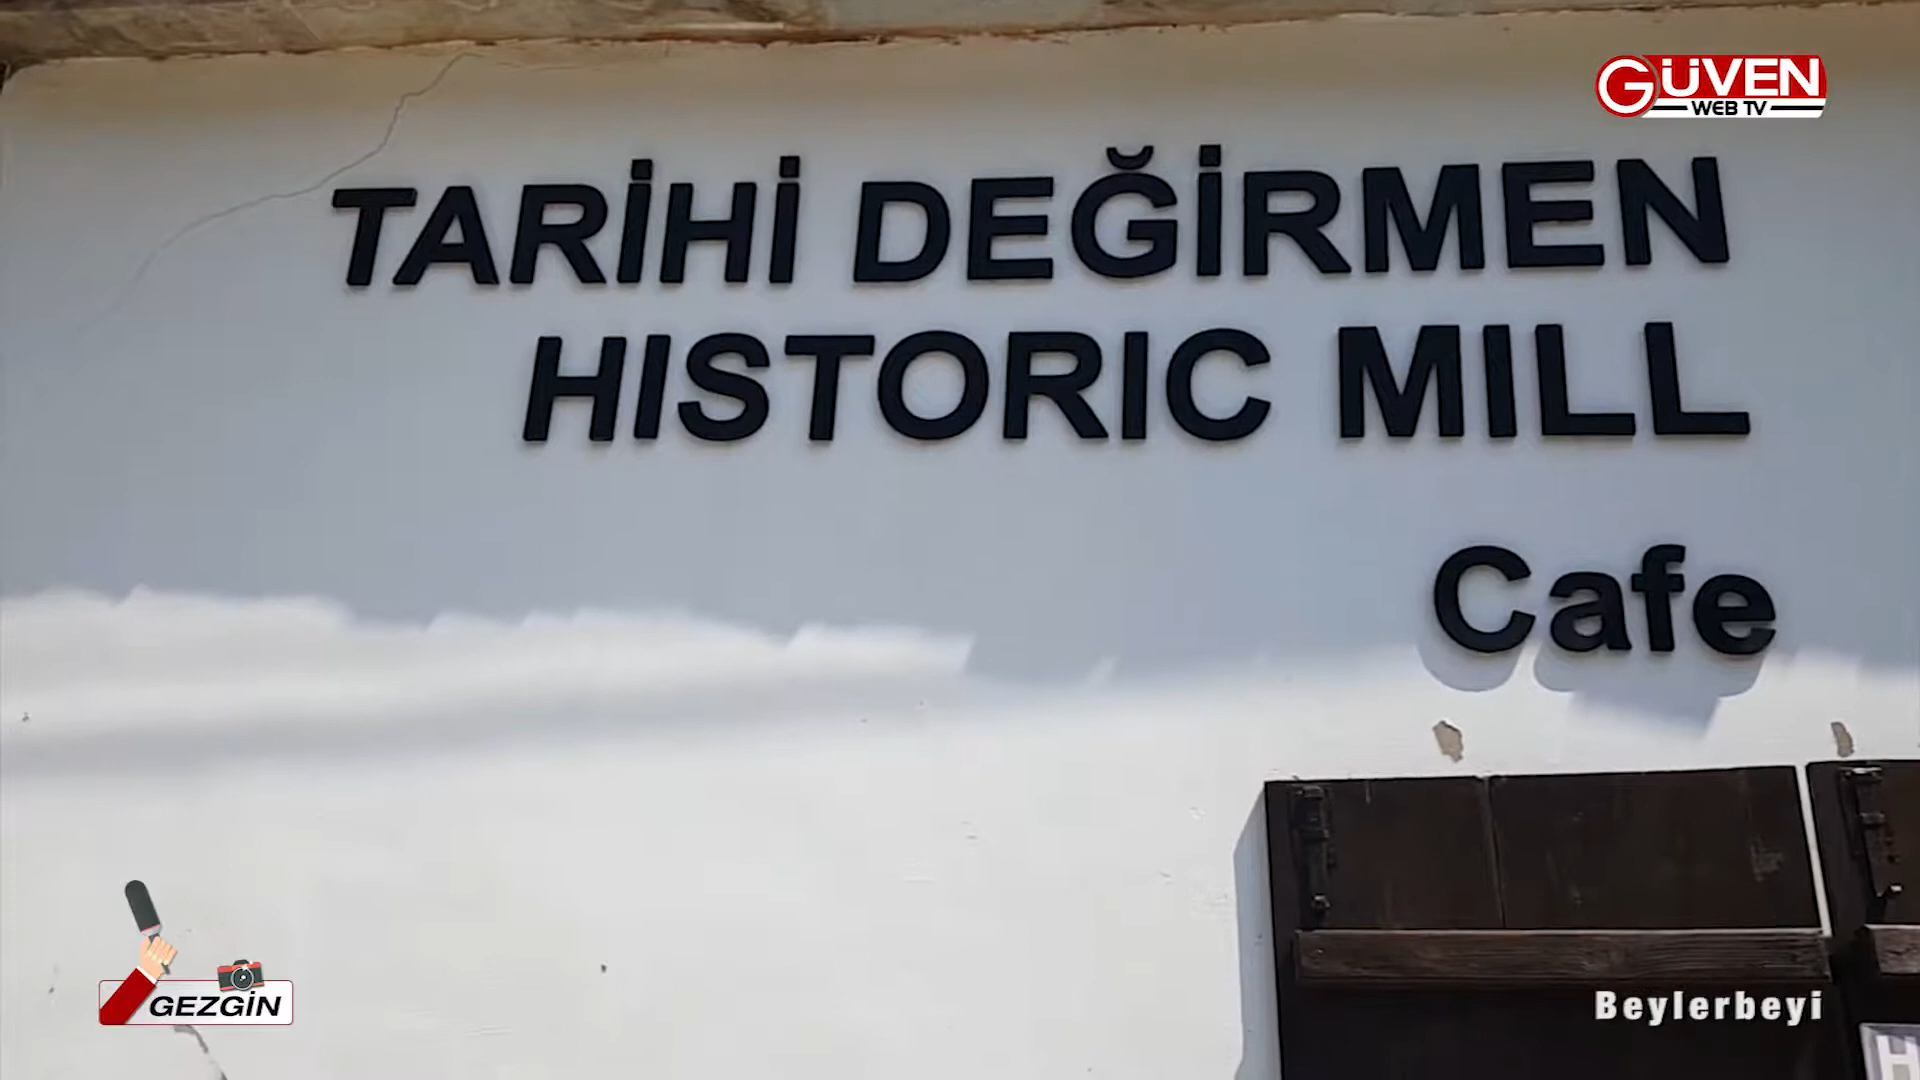 GÜVEN
WEB TV
TARİHİ DEĞİRMEN
HISTORIC MILL
Cafe
GEZGİN
Beylerbeyi
H